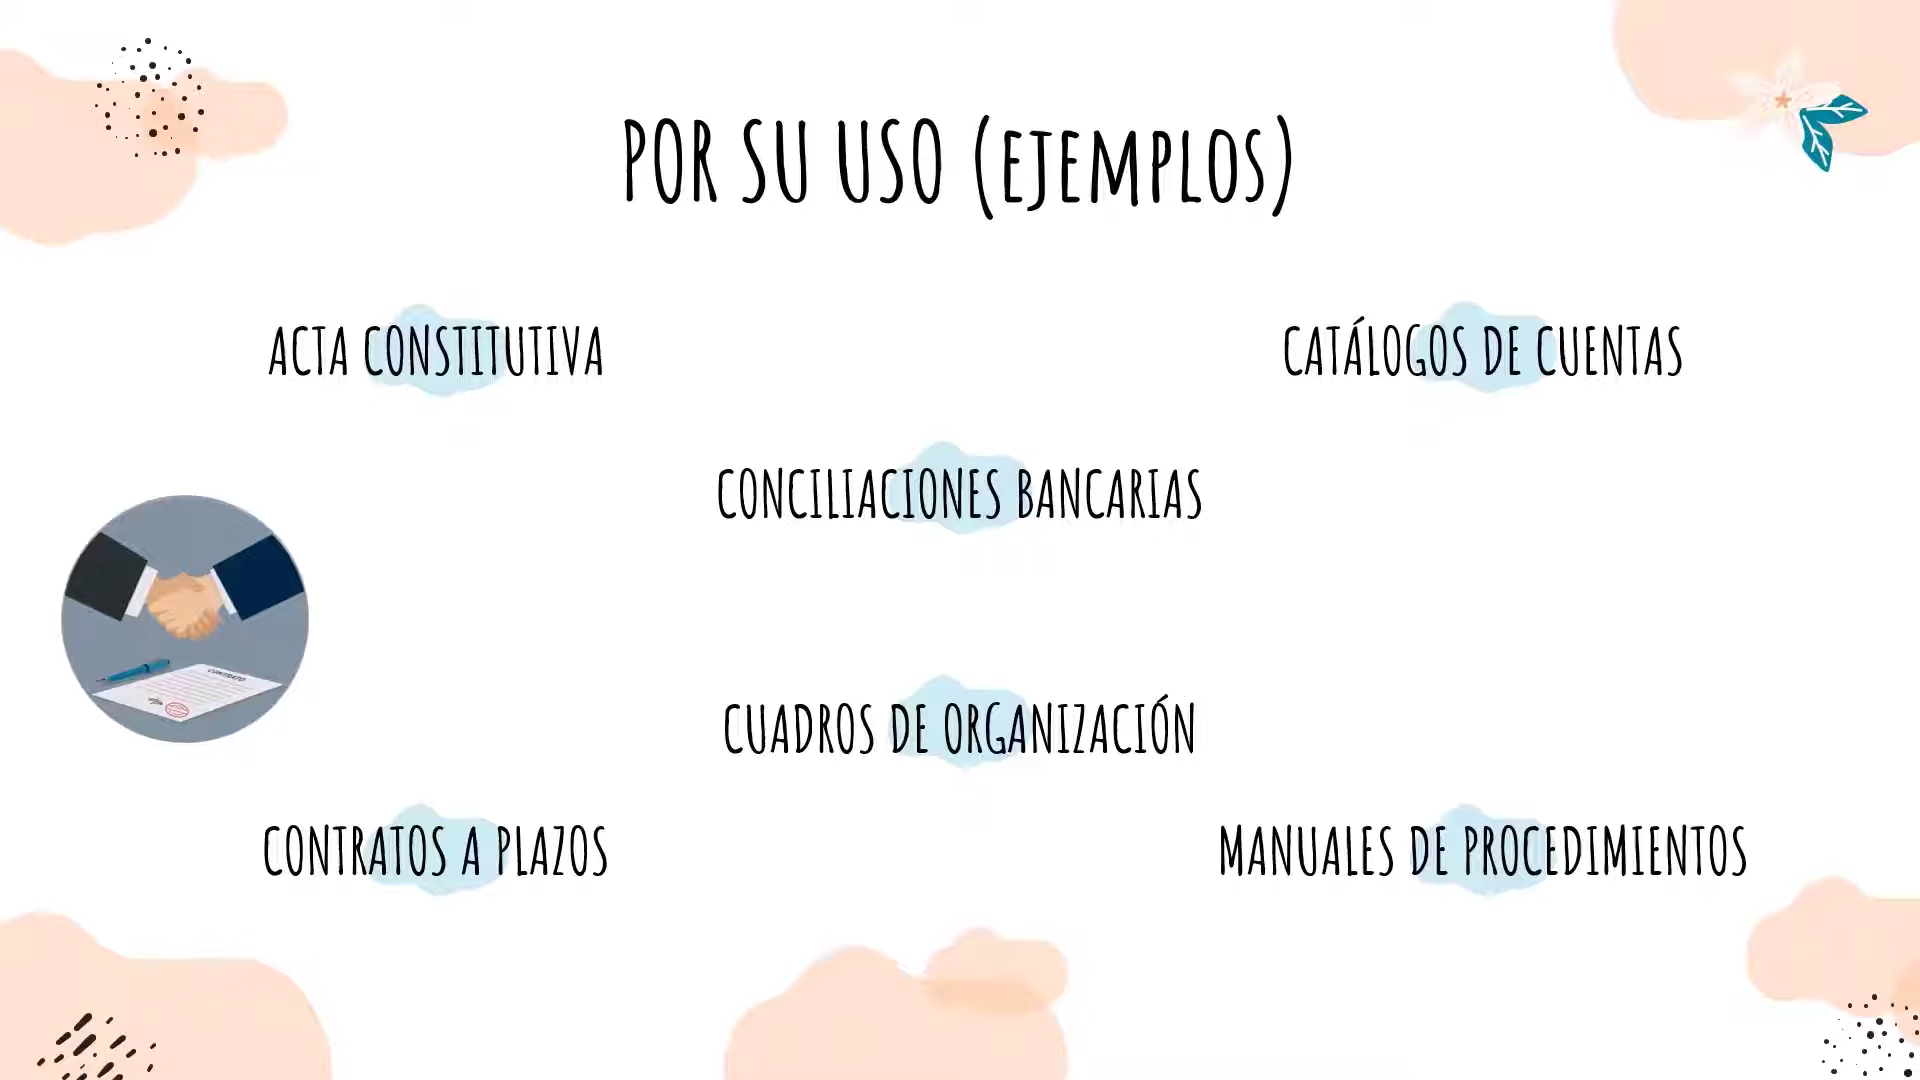 POR SU USO (EJEMPLOS)
ACTA CONSTITUTIVA
CATÁLOGOS DE CUENTAS
CONCILIACIONES BANCARIAS
CONTRATO
CUADROS DE ORGANIZACIÓN
CONTRATOS A PLAZOS
MANUALES DE PROCEDIMIENTOS